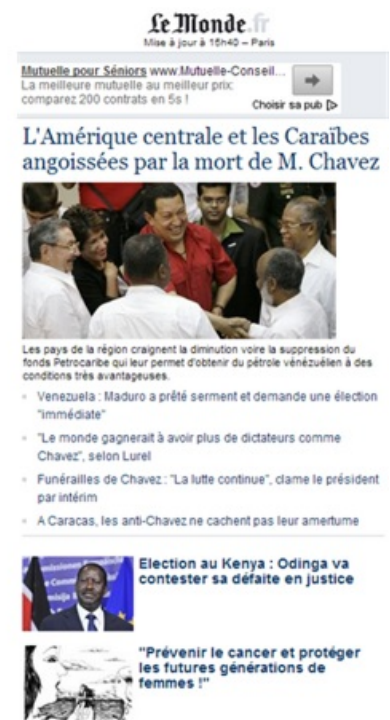 Le Monde.fr
Mise à jour à 15h40 – Paris
Mutuelle pour Séniors www.Mutuelle-Conseil...
La meilleure mutuelle au meilleur prix:
comparez 200 contrats en 5s !
Choisir sa pub
L'Amérique centrale et les Caraïbes
angoissées par la mort de M. Chavez
Les pays de la région craignent la diminution voire la suppression du
fonds Petrocaribe qui leur permet d'obtenir du pétrole vénézuélien à des
conditions très avantageuses.
Venezuela : Maduro a prêté serment et demande une élection
"immédiate"
"Le monde gagnerait à avoir plus de dictateurs comme
Chavez", selon Lurel
Funérailles de Chavez : "La lutte continue", clame le président
par intérim
A Caracas, les anti-Chavez ne cachent pas leur amertume
Election au Kenya : Odinga va
contester sa défaite en justice
"Prévenir le cancer et protéger
les futures générations de
femmes !"